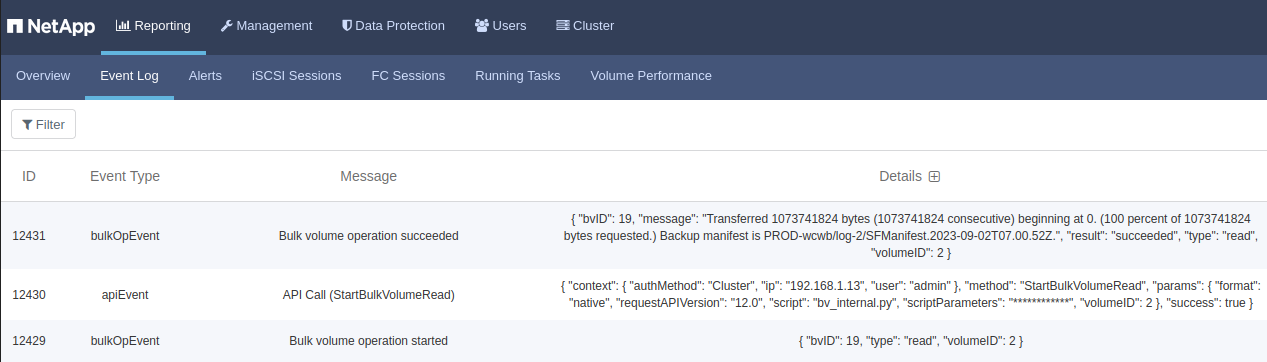 NetApp Reporting Management Data Protection Users Cluster
Overview Event Log Alerts iSCSI Sessions FC Sessions Running Tasks Volume Performance
Filter
ID Event Type Message Details
12431 bulkOpEvent Bulk volume operation succeeded { "bvID": 19, "message": "Transferred 1073741824 bytes (1073741824 consecutive) beginning at 0. (100 percent of 1073741824
bytes requested.) Backup manifest is PROD-wcwb/log-2/SFManifest.2023-09-02T07.00.52Z.", "result": "succeeded", "type": "read",
"volumeID": 2 }
12430 apiEvent API Call (StartBulkVolumeRead) { "context": { "authMethod": "Cluster", "ip": "192.168.1.13", "user": "admin" }, "method": "StartBulkVolumeRead", "params": { "format":
"native", "requestAPIVersion": "12.0", "script": "bv_internal.py", "scriptParameters": "************", "volumeID": 2 }, "success": true }
12429 bulkOpEvent Bulk volume operation started { "bvID": 19, "type": "read", "volumeID": 2 }